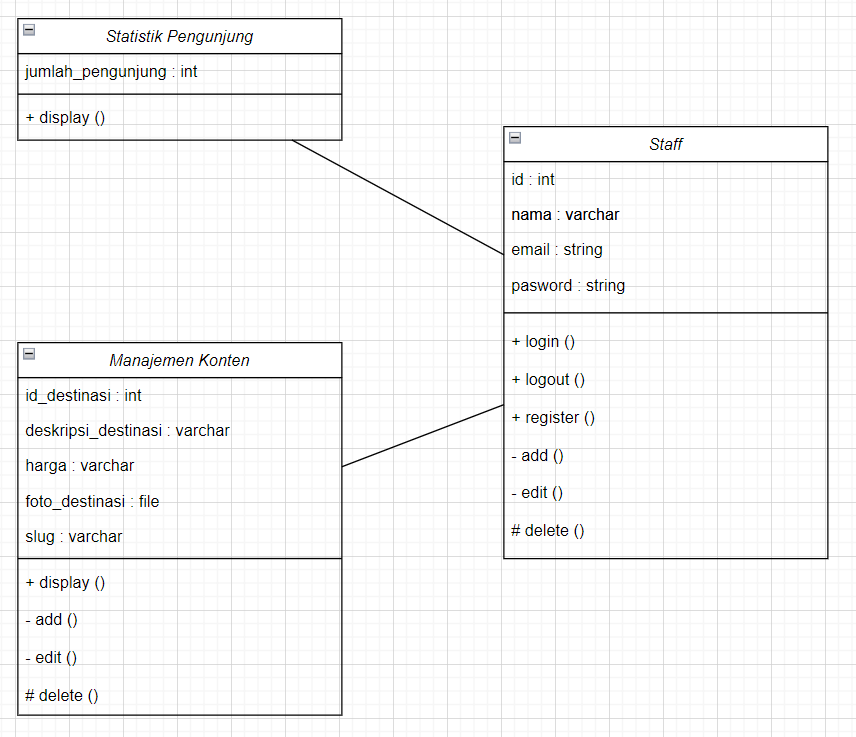 Statistik Pengunjung
jumlah_pengunjung : int
+ display ()
Staff
id : int
nama : varchar
email : string
pasword : string
+ login ()
+ logout ()
+ register ()
- add ()
- edit ()
# delete ()
Manajemen Konten
id_destinasi : int
deskripsi_destinasi : varchar
harga : varchar
foto_destinasi : file
slug : varchar
+ display ()
- add ()
- edit ()
# delete ()